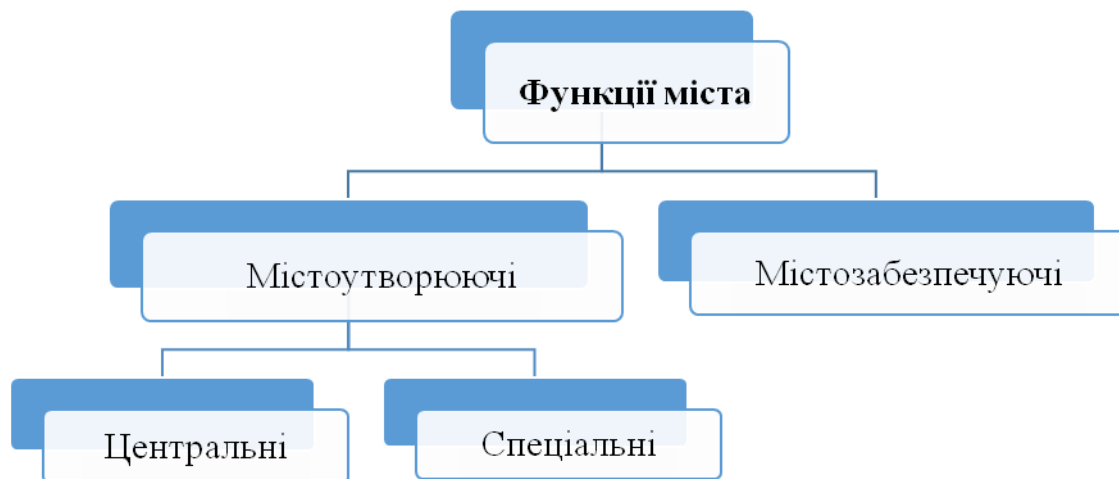 Функції міста
Містоутворюючі
Містозабезпечуючі
Центральні
Спеціальні